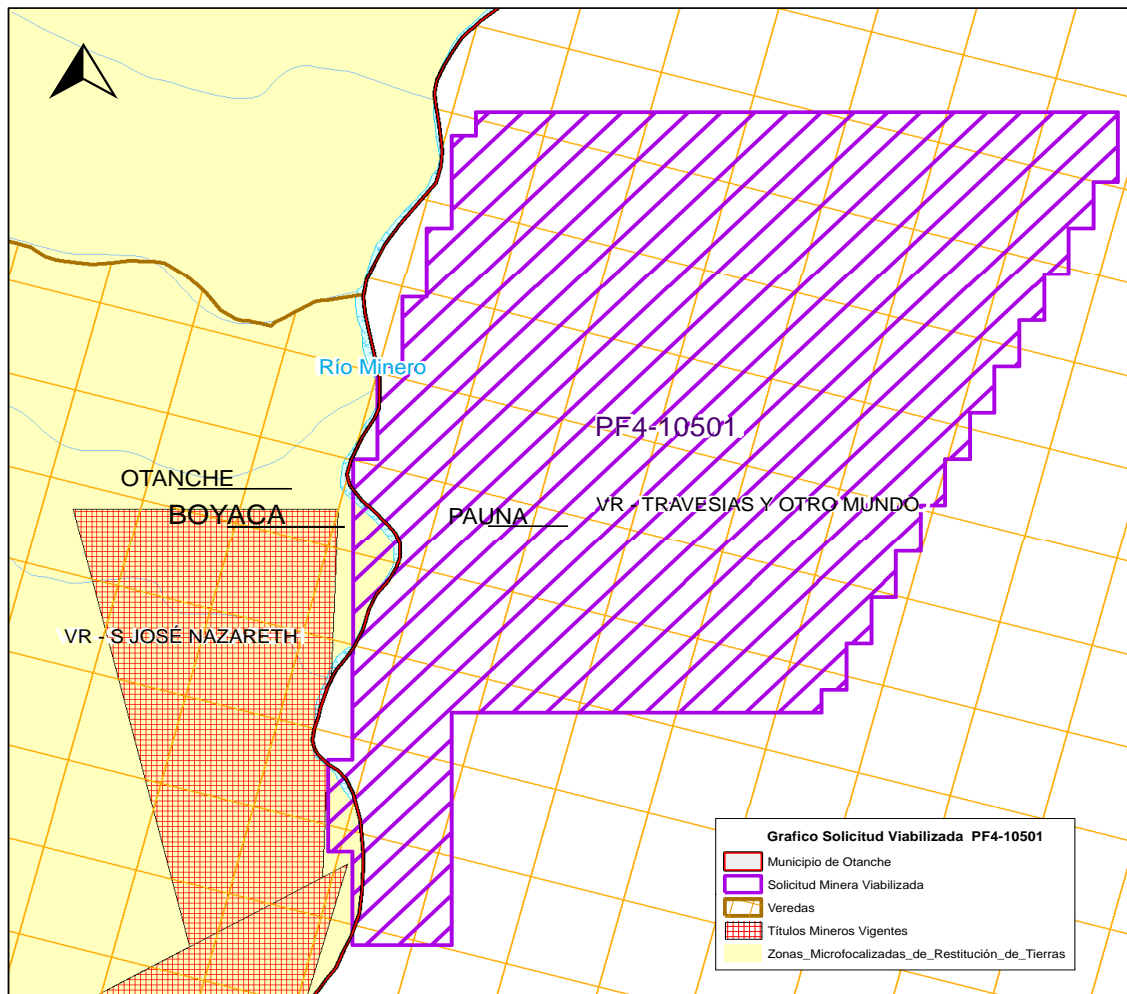 Río Minero
PF4-10501
OTANCHE
BOYACA
PAUNA
VR - TRAVESIAS Y OTRO MUNDO
VR - S JOSÉ NAZARETH
Grafico Solicitud Viabilizada PF4-10501
Municipio de Otanche
Solicitud Minera Viabilizada
Veredas
Títulos Mineros Vigentes
Zonas_Microfocalizadas_de_Restitución_de_Tierras